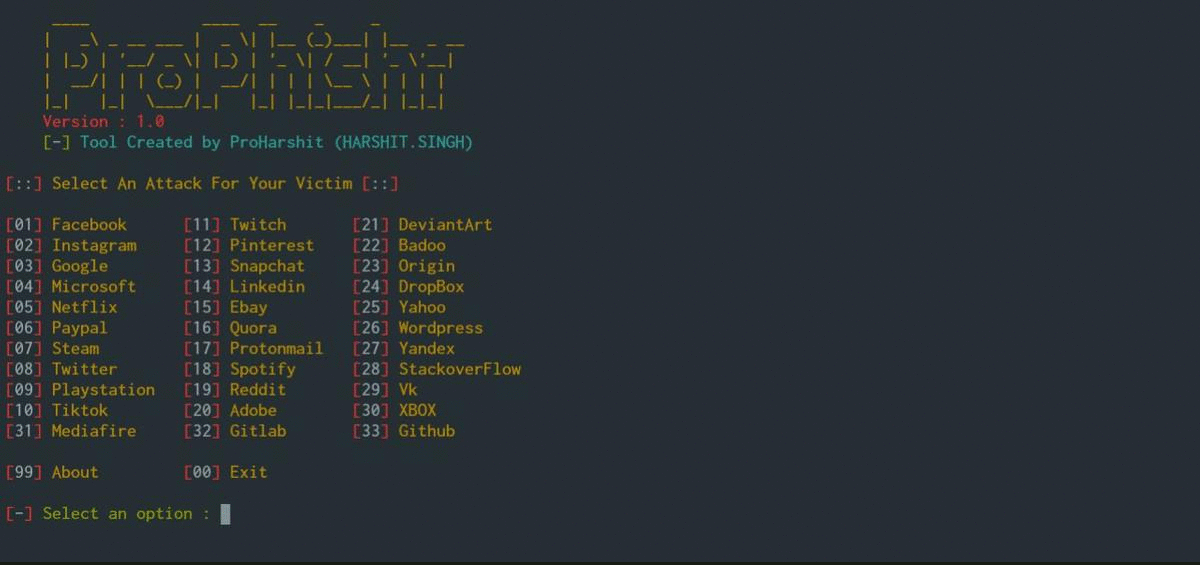 ProPhishr
Version : 1.0
[-] Tool Created by ProHarshit (HARSHIT.SINGH)
[::] Select An Attack For Your Victim [::]
[01] Facebook [11] Twitch [21] DeviantArt
[02] Instagram [12] Pinterest [22] Badoo
[03] Google [13] Snapchat [23] Origin
[04] Microsoft [14] Linkedin [24] DropBox
[05] Netflix [15] Ebay [25] Yahoo
[06] Paypal [16] Quora [26] Wordpress
[07] Steam [17] Protonmail [27] Yandex
[08] Twitter [18] Spotify [28] StackoverFlow
[09] Playstation [19] Reddit [29] Vk
[10] Tiktok [20] Adobe [30] XBOX
[31] Mediafire [32] Gitlab [33] Github
[99] About [00] Exit
[-] Select an option :